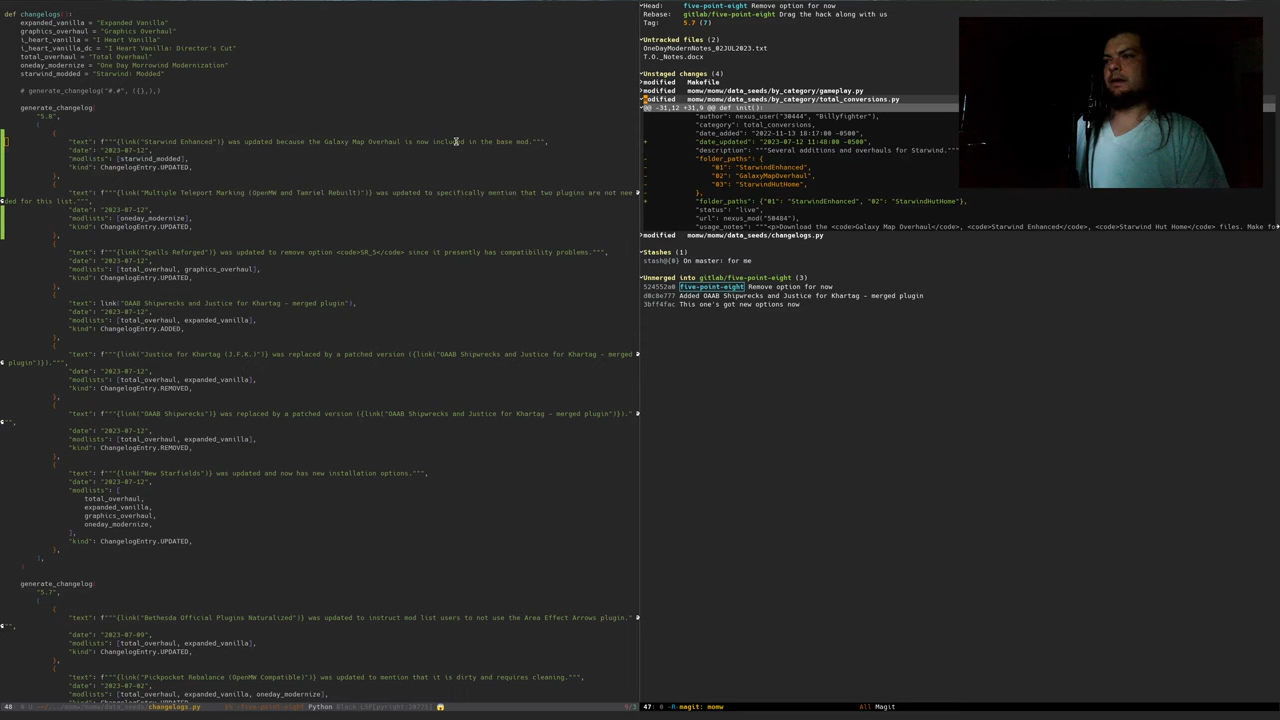 def changelogs():
expanded_vanilla = "Expanded Vanilla"
graphics_overhaul = "Graphics Overhaul"
i_heart_vanilla = "I Heart Vanilla"
i_heart_vanilla_dc = "I Heart Vanilla: Director's Cut"
total_overhaul = "Total Overhaul"
oneday_modernize = "One Day Morrowind Modernization"
starwind_modded = "Starwind: Modded"
# generate_changelog("#.#", ({},),)
generate_changelog(
"5.8",
(
{
"text": f"""{link("Starwind Enhanced")} was updated because the Galaxy Map Overhaul is now included in the base mod.""",
"date": "2023-07-12",
"modlists": [starwind_modded],
"kind": ChangelogEntry.UPDATED,
},
{
"text": f"""{link("Multiple Teleport Marking (OpenMW and Tamriel Rebuilt)")} was updated to specifically mention that two plugins are not nee
ded for this list.""",
"date": "2023-07-12",
"modlists": [oneday_modernize],
"kind": ChangelogEntry.UPDATED,
},
{
"text": f"""{link("Spells Reforged")} was updated to remove option <code>SR_5</code> since it presently has compatibility problems.""",
"date": "2023-07-12",
"modlists": [total_overhaul, graphics_overhaul],
"kind": ChangelogEntry.UPDATED,
},
{
"text": link("OAAB Shipwrecks and Justice for Khartag - merged plugin"),
"date": "2023-07-12",
"modlists": [total_overhaul, expanded_vanilla],
"kind": ChangelogEntry.ADDED,
},
{
"text": f"""{link("Justice for Khartag (J.F.K.)")} was replaced by a patched version ({link("OAAB Shipwrecks and Justice for Khartag - merged
plugin")}).""",
"date": "2023-07-12",
"modlists": [total_overhaul, expanded_vanilla],
"kind": ChangelogEntry.REMOVED,
},
{
"text": f"""{link("OAAB Shipwrecks")} was replaced by a patched version ({link("OAAB Shipwrecks and Justice for Khartag - merged plugin")})."
"",
"date": "2023-07-12",
"modlists": [total_overhaul, expanded_vanilla],
"kind": ChangelogEntry.REMOVED,
},
{
"text": f"""{link("New Starfields")} was updated and now has new installation options.""",
"date": "2023-07-12",
"modlists": [
total_overhaul,
expanded_vanilla,
graphics_overhaul,
oneday_modernize,
],
"kind": ChangelogEntry.UPDATED,
},
),
)
generate_changelog(
"5.7",
(
{
"text": f"""{link("Bethesda Official Plugins Naturalized")} was updated to instruct mod list users to not use the Area Effect Arrows plugin."
"",
"date": "2023-07-09",
"modlists": [total_overhaul, expanded_vanilla],
"kind": ChangelogEntry.UPDATED,
},
{
"text": f"""{link("Pickpocket Rebalance (OpenMW Compatible)")} was updated to mention that it is dirty and requires cleaning.""",
"date": "2023-07-02",
"modlists": [total_overhaul, expanded_vanilla, oneday_modernize],
changelogs.py
five-point-eight
Python
Head: five-point-eight Remove option for now
Rebase: gitlab/five-point-eight Drag the hack along with us
Tag: 5.7 (7)
Untracked files (2)
OneDayModernNotes_02JUL2023.txt
T.O._Notes.docx
Unstaged changes (4)
modified Makefile
modified momw/momw/data_seeds/by_category/gameplay.py
modified momw/momw/data_seeds/by_category/total_conversions.py
@@ -31,12 +31,9 @@ def init():
"author": nexus_user("30444", "Billyfighter"),
"category": total_conversions,
"date_added": "2022-11-13 18:17:00 -0500",
+ "date_updated": "2023-07-12 11:48:00 -0500",
"description": """Several additions and overhauls for Starwind.""
- "folder_paths": {
- "01": "StarwindEnhanced",
- "02": "GalaxyMapOverhaul",
- "03": "StarwindHutHome",
- },
+ "folder_paths": {"01": "StarwindEnhanced", "02": "StarwindHutHome"},
"status": "live",
"url": nexus_mod("50484"),
"usage_notes": """<p>Download the <code>Galaxy Map Overhaul</code>, <code>Starwind Enhanced</code>, and <code>Starwind Hut Home</code> files. Make fo
modified momw/momw/data_seeds/changelogs.py
Stashes (1)
stash@{0} On master: for me
Unmerged into gitlab/five-point-eight (3)
524552a0 five-point-eight Remove option for now
d0c8e777 Added OAAB Shipwrecks and Justice for Khartag - merged plugin
3bff4fac This one's got new options now
magit: momw
All Magit